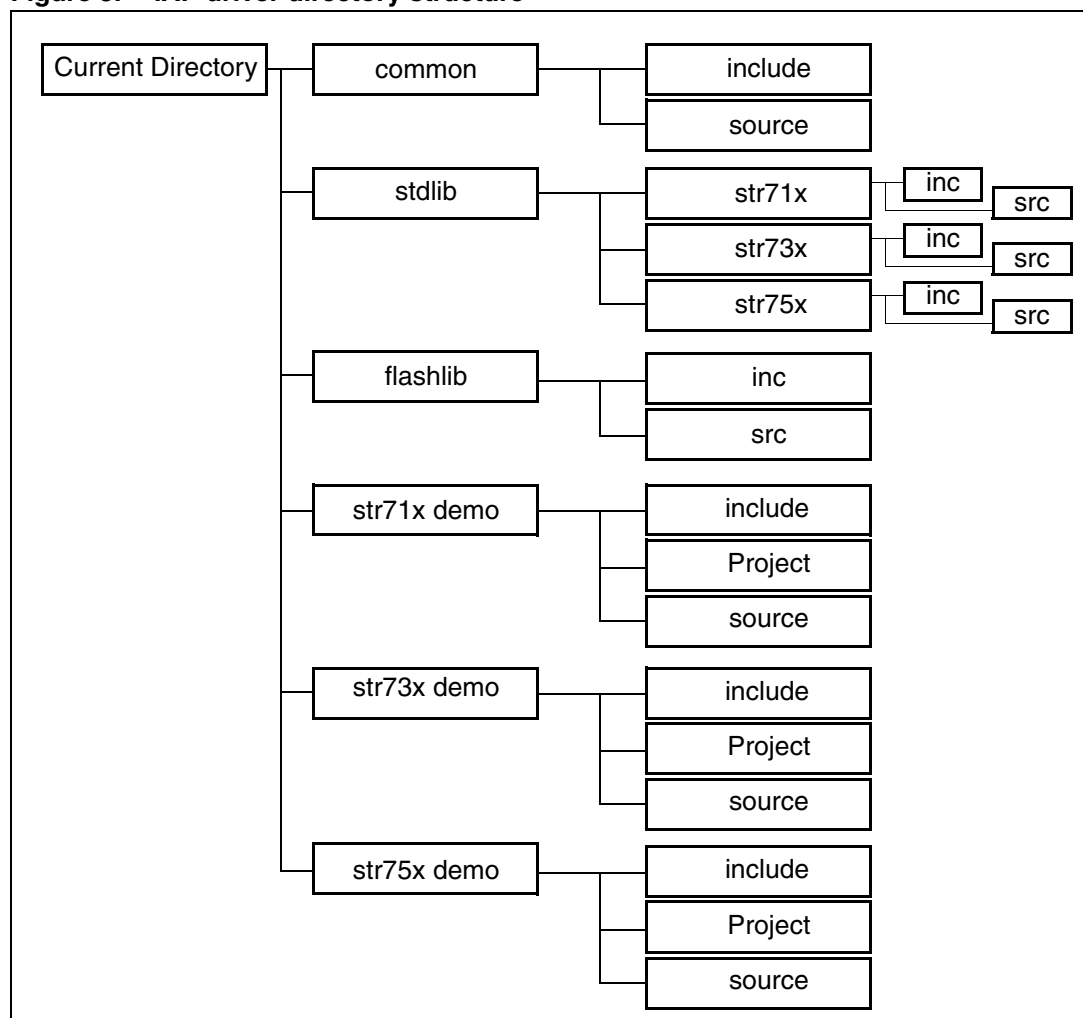 Current Directory
common
include
source
stdlib
str71x
inc
src
str73x
inc
src
str75x
inc
src
flashlib
inc
src
str71x demo
include
Project
source
str73x demo
include
Project
source
str75x demo
include
Project
source